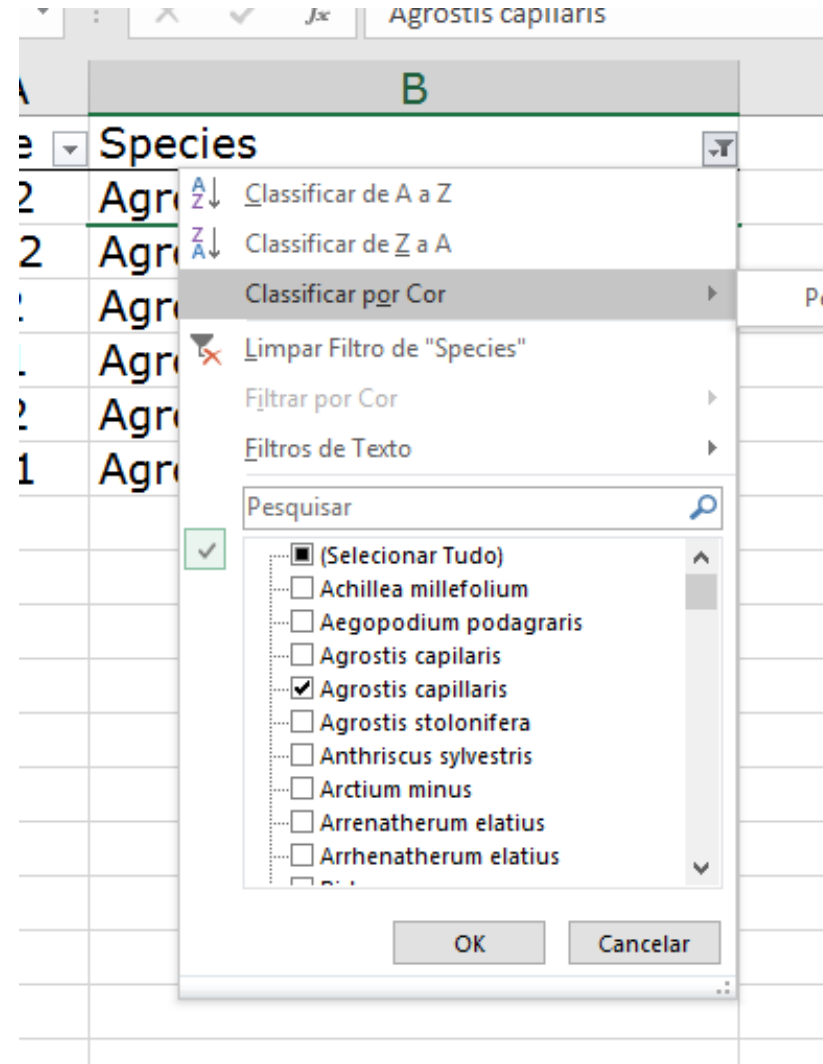 fx Agrostis capillaris
B
e Species
2 Agr
2 Agr
Agr
Agr
Agr
1 Agr
Classificar de A a Z
Classificar de Z a A
Classificar por Cor
Limpar Filtro de "Species"
Filtrar por Cor
Filtros de Texto
Pesquisar
(Selecionar Tudo)
Achillea millefolium
Aegopodium podagraris
Agrostis capilaris
Agrostis capillaris
Agrostis stolonifera
Anthriscus sylvestris
Arctium minus
Arrenatherum elatius
Arrhenatherum elatius
OK Cancelar